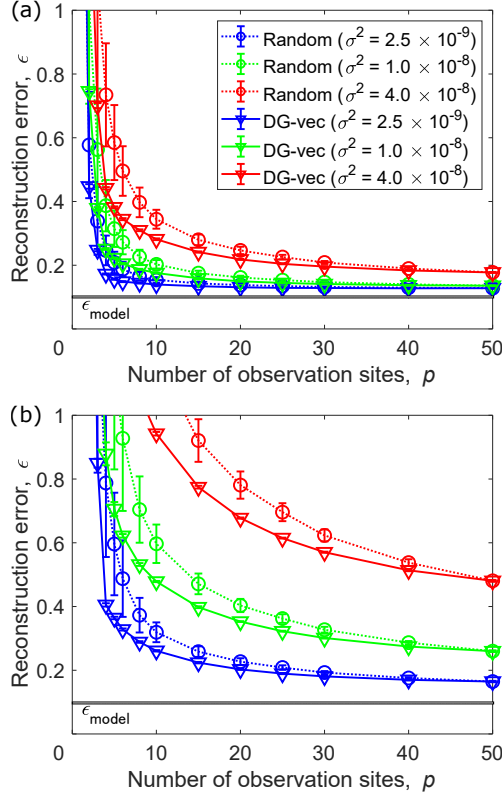 (a)
1
0.8
0.6
0.4
0.2
Reconstruction error, ϵ
Random (σ² = 2.5 × 10⁻⁹)
Random (σ² = 1.0 × 10⁻⁸)
Random (σ² = 4.0 × 10⁻⁸)
DG-vec (σ² = 2.5 × 10⁻⁹)
DG-vec (σ² = 1.0 × 10⁻⁸)
DG-vec (σ² = 4.0 × 10⁻⁸)
ϵmodel
0 10 20 30 40 50
Number of observation sites, p
(b)
1
0.8
0.6
0.4
0.2
Reconstruction error, ϵ
ϵmodel
0 10 20 30 40 50
Number of observation sites, p